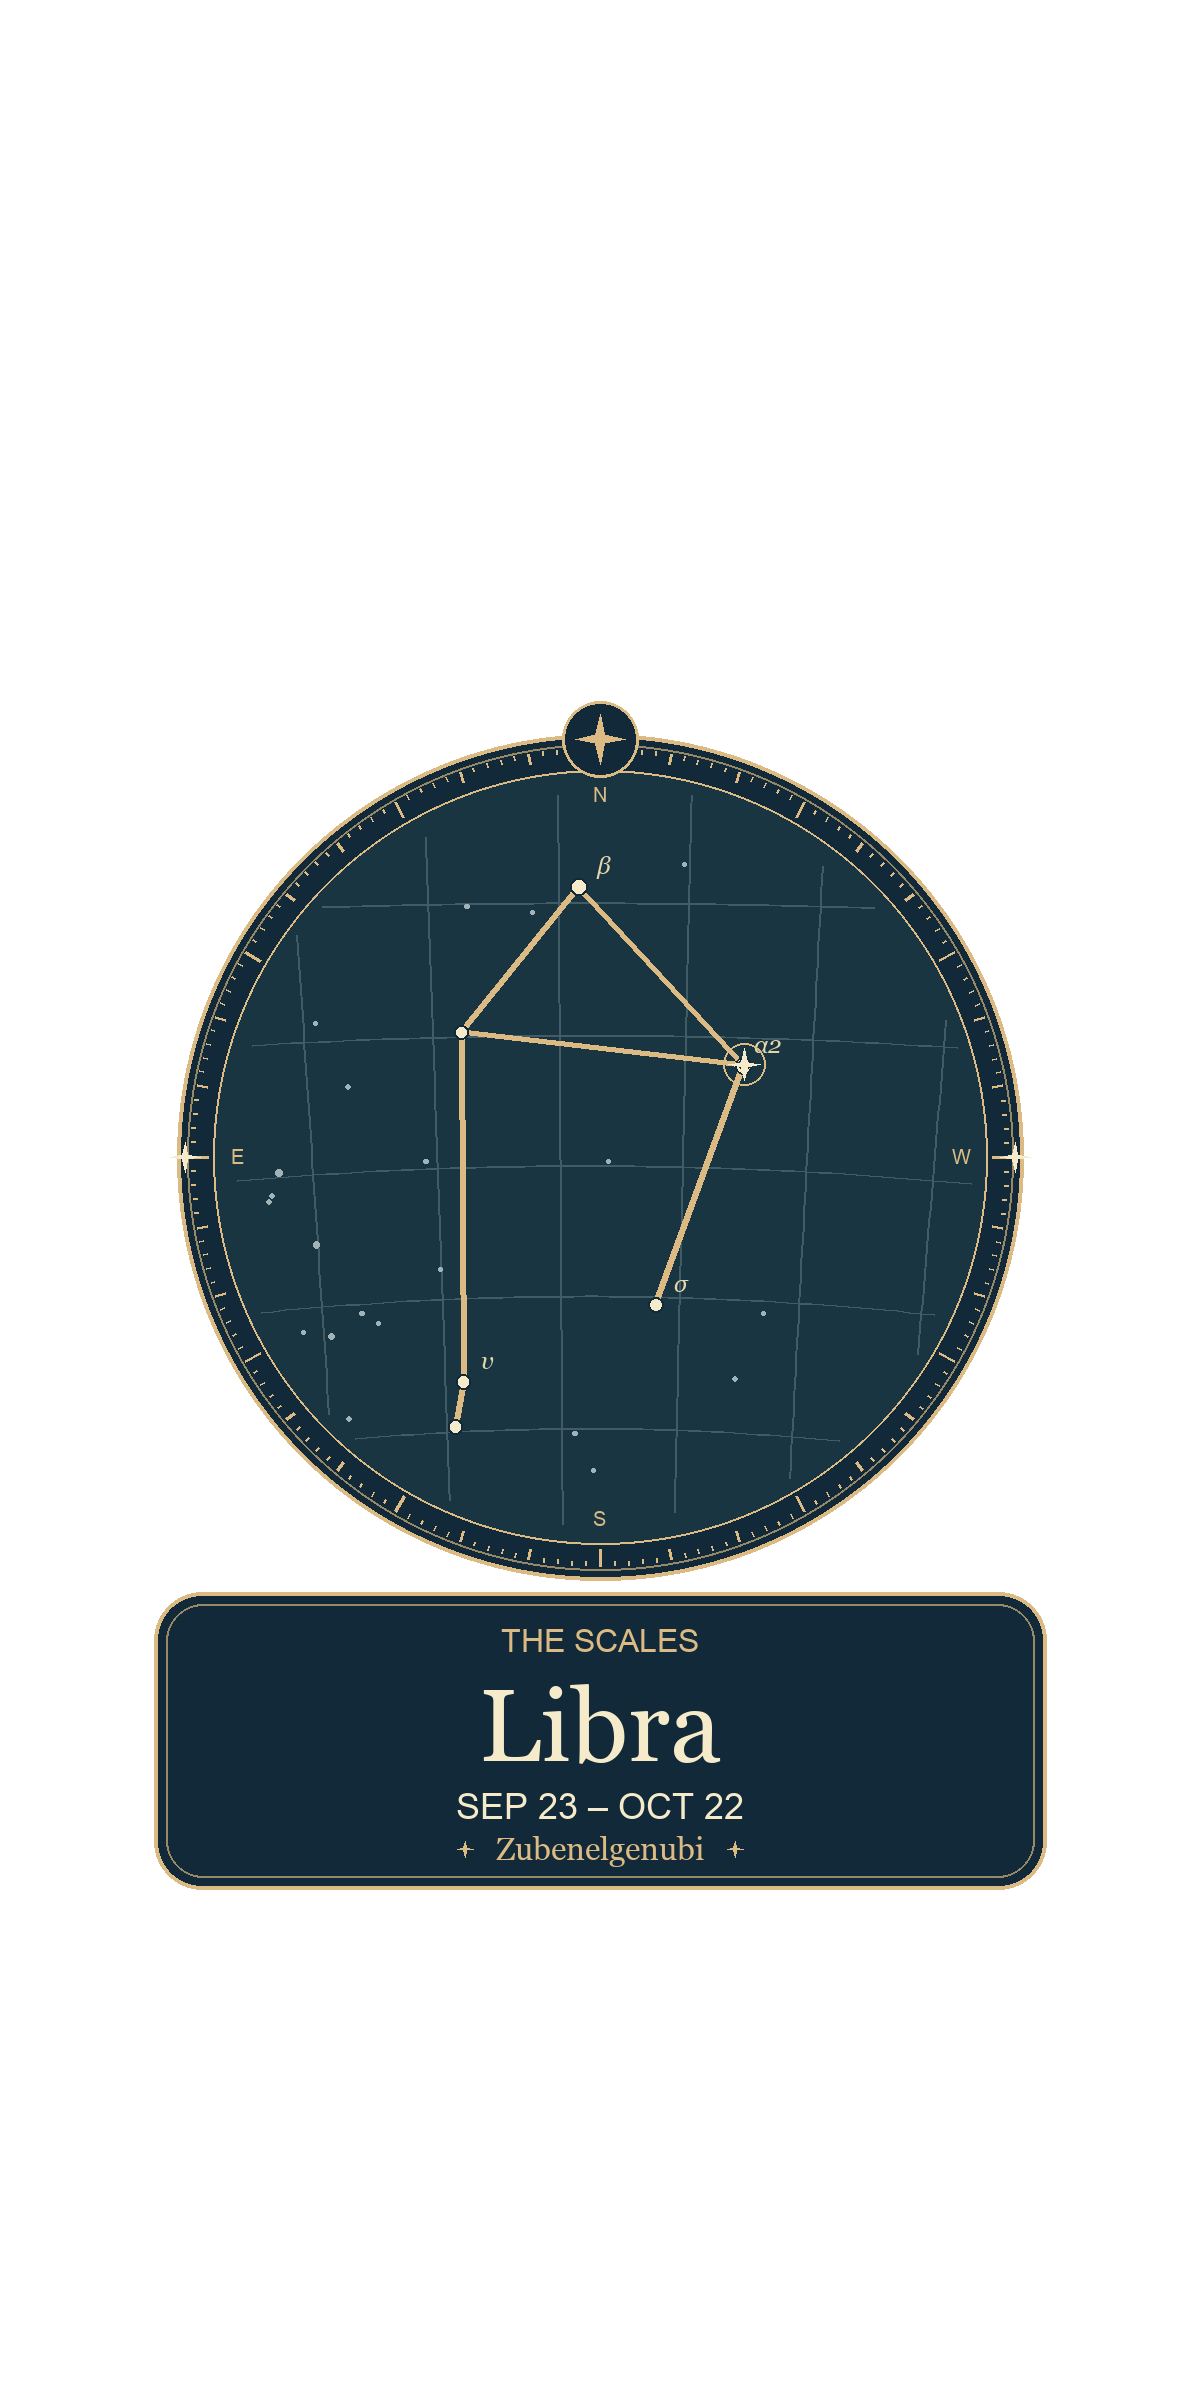 N
β
α2
E
W
σ
υ
S
THE SCALES
Libra
SEP 23 – OCT 22
Zubenelgenubi